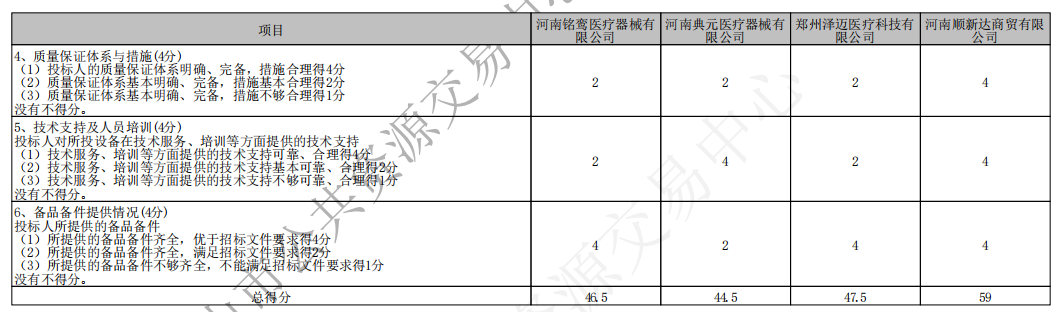 项目
河南铭鸾医疗器械有
限公司
河南典元医疗器械有
限公司
郑州泽迈医疗科技有
限公司
河南顺新达商贸有限
公司
4、质量保证体系与措施(4分)
（1）投标人的质量保证体系明确、完备，措施合理得4分
（2）质量保证体系基本明确、完备，措施基本合理得2分
（3）质量保证体系基本明确、完备，措施不够合理得1分
没有不得分。
2
2
2
4
5、技术支持及人员培训(4分)
投标人对所投设备在技术服务、培训等方面提供的技术支持
（1）技术服务、培训等方面提供的技术支持可靠、合理得4分
（2）技术服务、培训等方面提供的技术支持基本可靠、合理得2分
（3）技术服务、培训等方面提供的技术支持不够可靠、合理得1分
没有不得分。
2
4
2
4
6、备品备件提供情况(4分)
投标人所提供的备品备件
（1）所提供的备品备件齐全，优于招标文件要求得4分
（2）所提供的备品备件齐全，满足招标文件要求得2分
（3）所提供的备品备件不够齐全，不能满足招标文件要求得1分
没有不得分。
4
2
4
4
总得分
46.5
44.5
47.5
59
市公共资源交易中心
资源交易中心